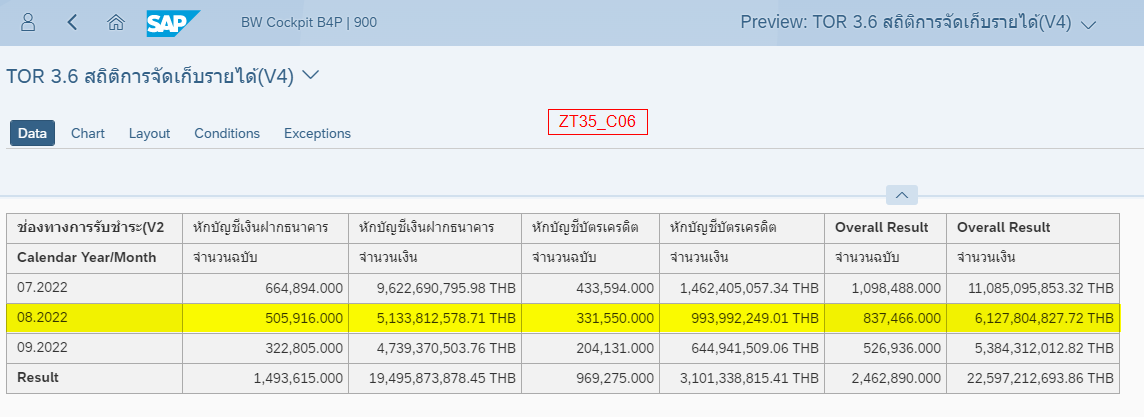 SAP BW Cockpit B4P | 900 Preview: TOR 3.6 สถิติการจัดเก็บรายได้(V4)
TOR 3.6 สถิติการจัดเก็บรายได้(V4)
ZT35_C06
Data Chart Layout Conditions Exceptions
ช่องทางการรับชำระ(V2 หักบัญชีเงินฝากธนาคาร หักบัญชีเงินฝากธนาคาร หักบัญชีบัตรเครดิต หักบัญชีบัตรเครดิต Overall Result Overall Result
Calendar Year/Month จำนวนฉบับ จำนวนเงิน จำนวนฉบับ จำนวนเงิน จำนวนฉบับ จำนวนเงิน
07.2022 664,894.000 9,622,690,795.98 THB 433,594.000 1,462,405,057.34 THB 1,098,488.000 11,085,095,853.32 THB
08.2022 505,916.000 5,133,812,578.71 THB 331,550.000 993,992,249.01 THB 837,466.000 6,127,804,827.72 THB
09.2022 322,805.000 4,739,370,503.76 THB 204,131.000 644,941,509.06 THB 526,936.000 5,384,312,012.82 THB
Result 1,493,615.000 19,495,873,878.45 THB 969,275.000 3,101,338,815.41 THB 2,462,890.000 22,597,212,693.86 THB